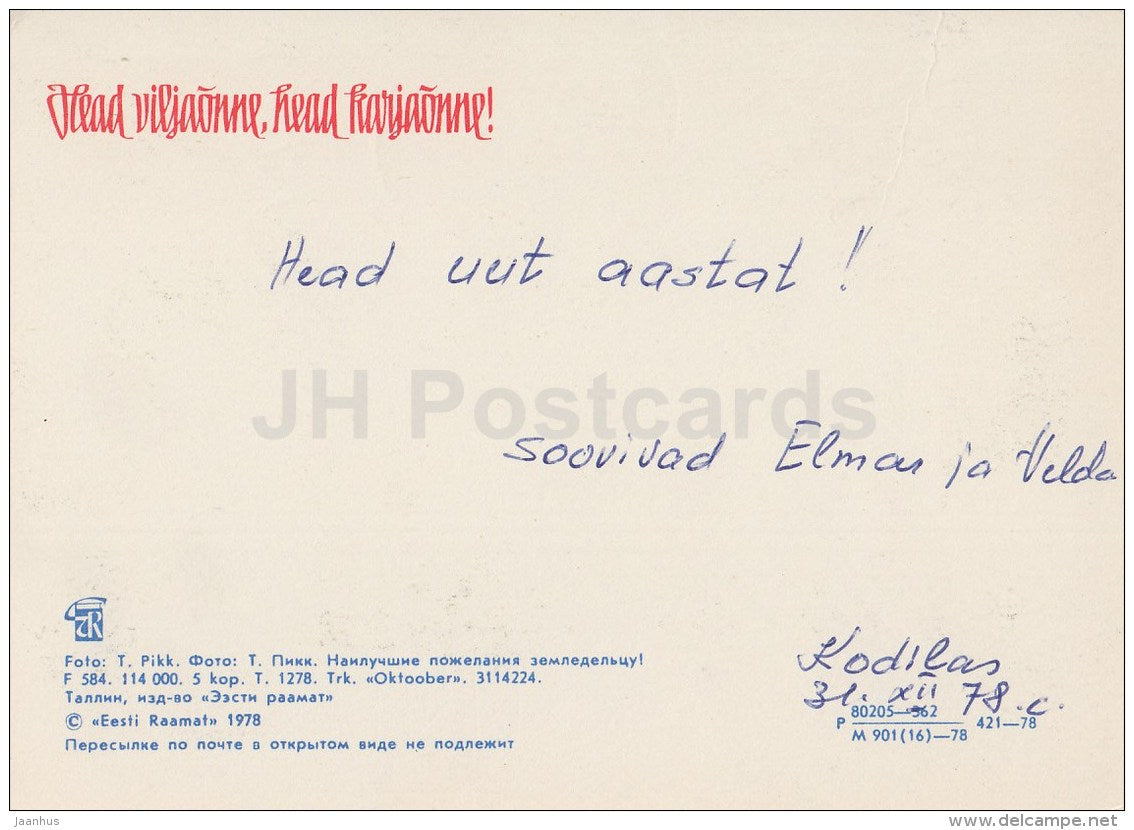 Head viljaõnne, head karjaõnne!
Head uut aastat!
JH Postcards
soovivad Elmar ja Velda
Foto: T. Pikk. Фото: Т. Пикк. Наилучшие пожелания земледельцу!
F 584. 114 000. 5 kop. T. 1278. Trk. «Oktoober». 3114224.
Таллин, изд-во «Ээсти раамат»
© «Eesti Raamat» 1978
Пересылке по почте в открытом виде не подлежит
Kodilas
31. XII 78.a.
Р 80205—362 421—78
М 901(16)—78
Jaanhus
www.delcampe.net